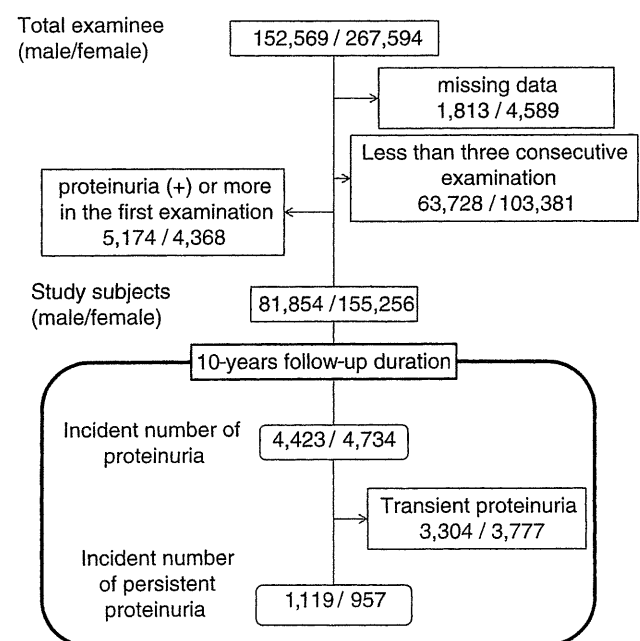 Total examinee
(male/female)
152,569 / 267,594
missing data
1,813 / 4,589
Less than three consecutive
examination
63,728 / 103,381
proteinuria (+) or more
in the first examination
5,174 / 4,368
Study subjects
(male/female)
81,854 / 155,256
10-years follow-up duration
Incident number of
proteinuria
4,423 / 4,734
Transient proteinuria
3,304 / 3,777
Incident number
of persistent
proteinuria
1,119 / 957